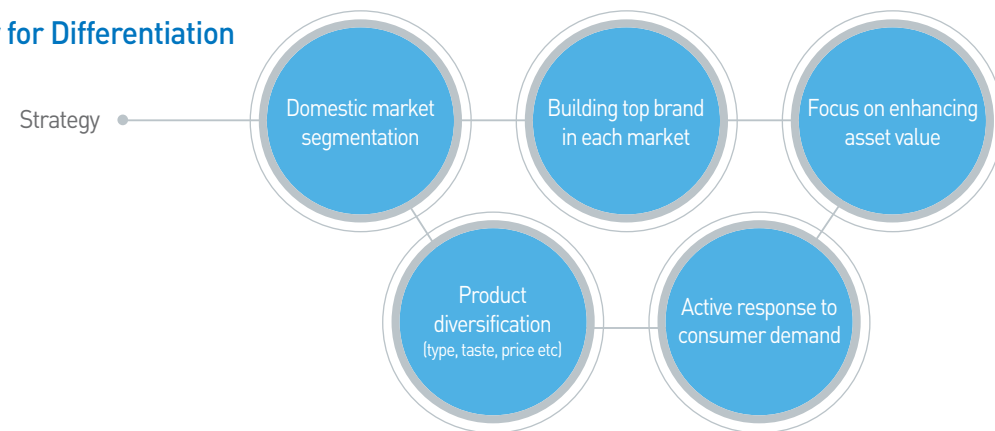 for Differentiation
Strategy
Domestic market
segmentation
Building top brand
in each market
Focus on enhancing
asset value
Product
diversification
(type, taste, price etc)
Active response to
consumer demand